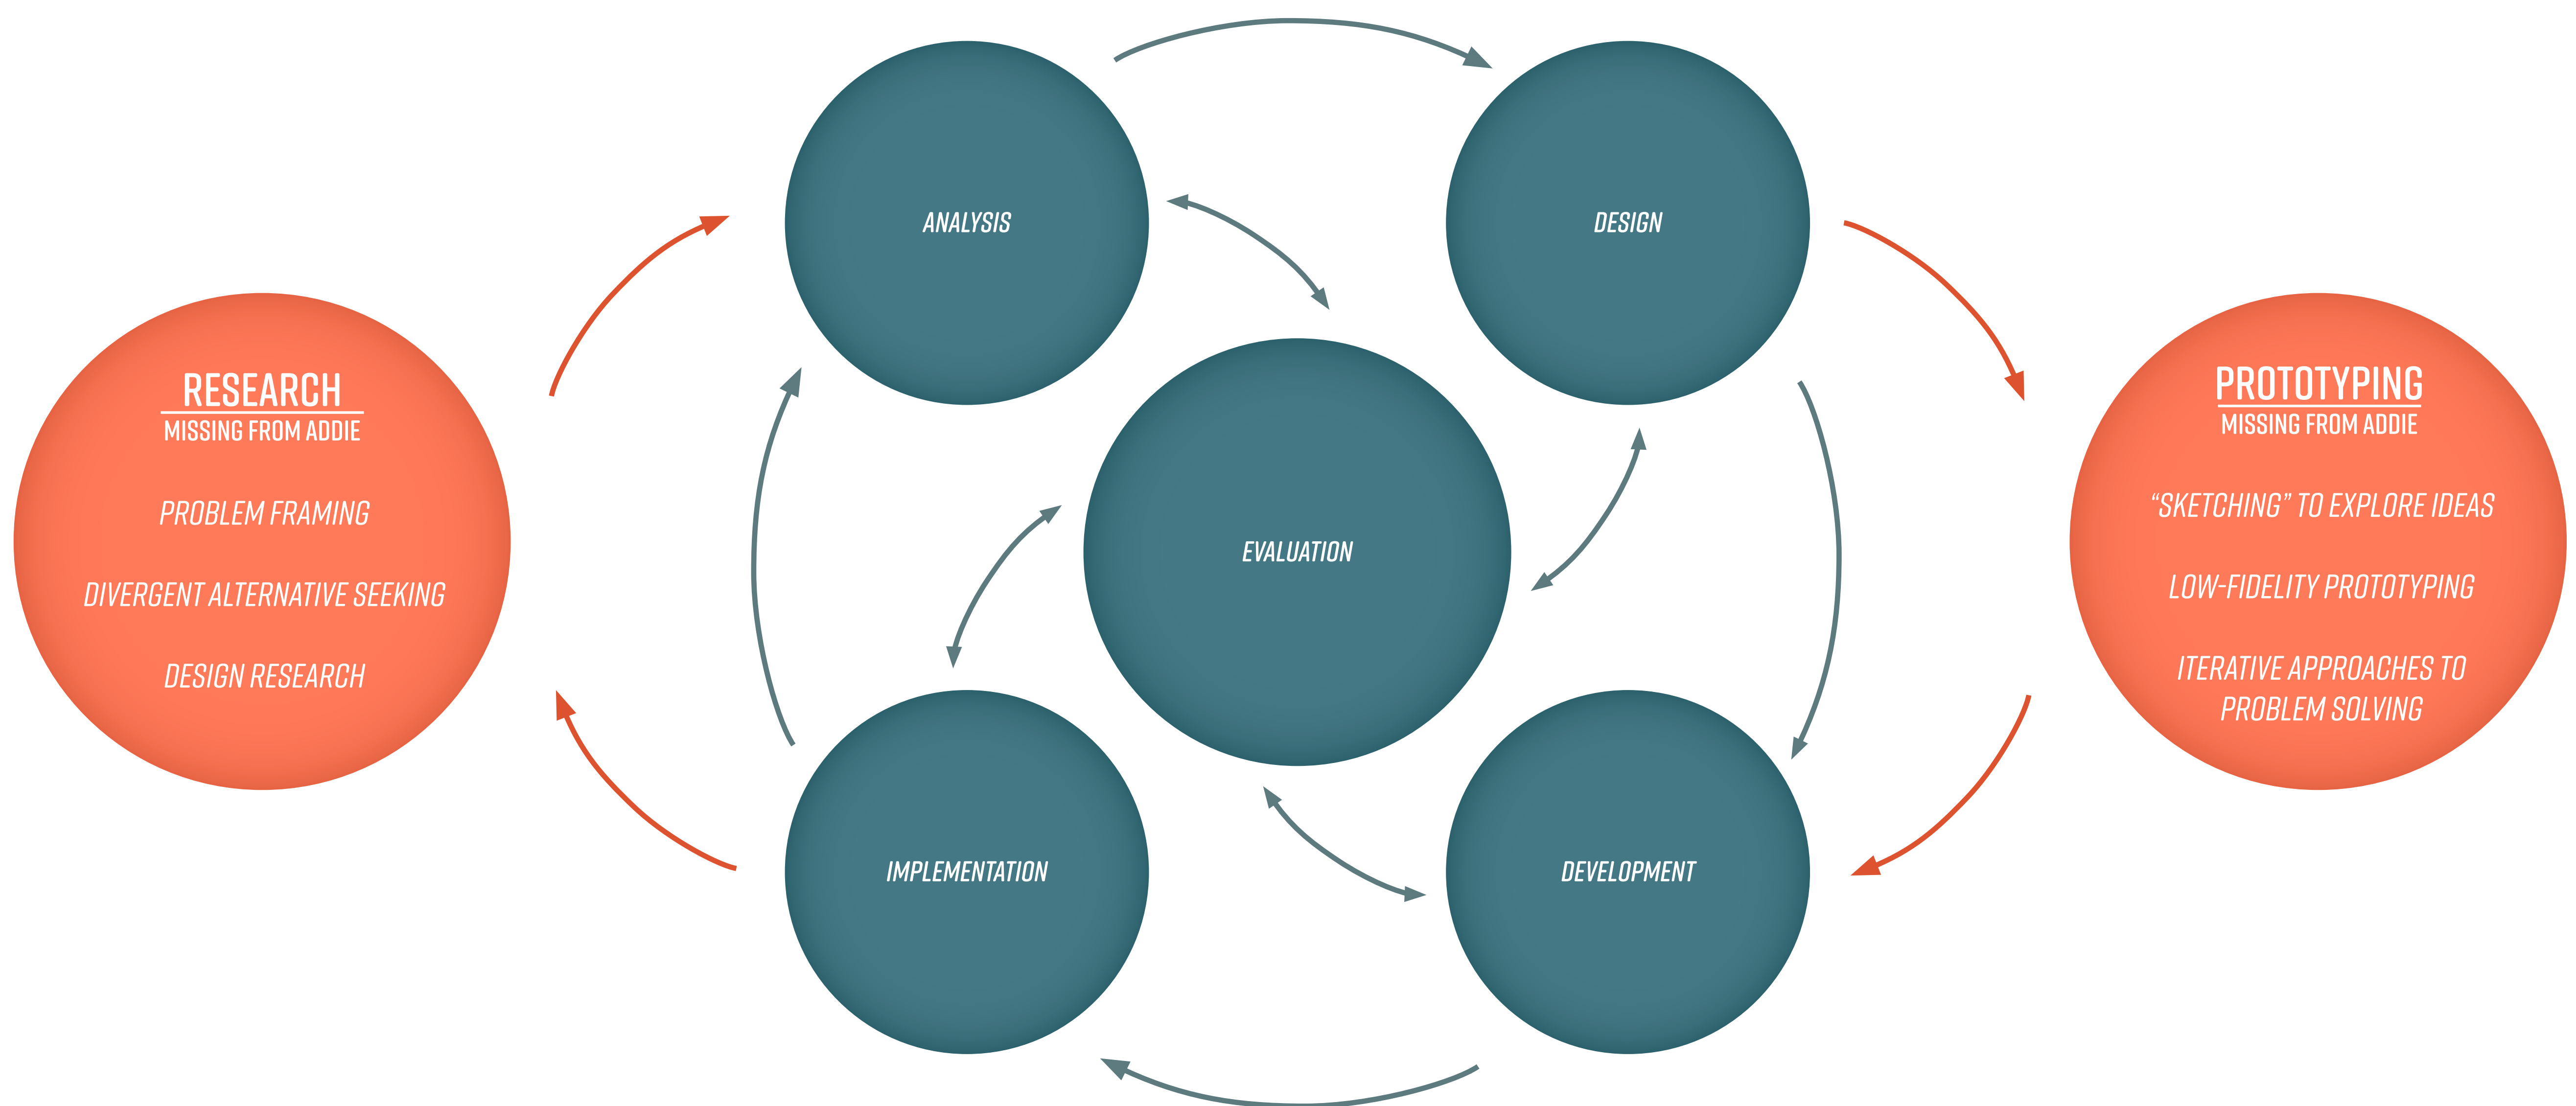 ANALYSIS
DESIGN
RESEARCH
MISSING FROM ADDIE
PROBLEM FRAMING
DIVERGENT ALTERNATIVE SEEKING
DESIGN RESEARCH
EVALUATION
PROTOTYPING
MISSING FROM ADDIE
“SKETCHING” TO EXPLORE IDEAS
LOW-FIDELITY PROTOTYPING
ITERATIVE APPROACHES TO
PROBLEM SOLVING
IMPLEMENTATION
DEVELOPMENT